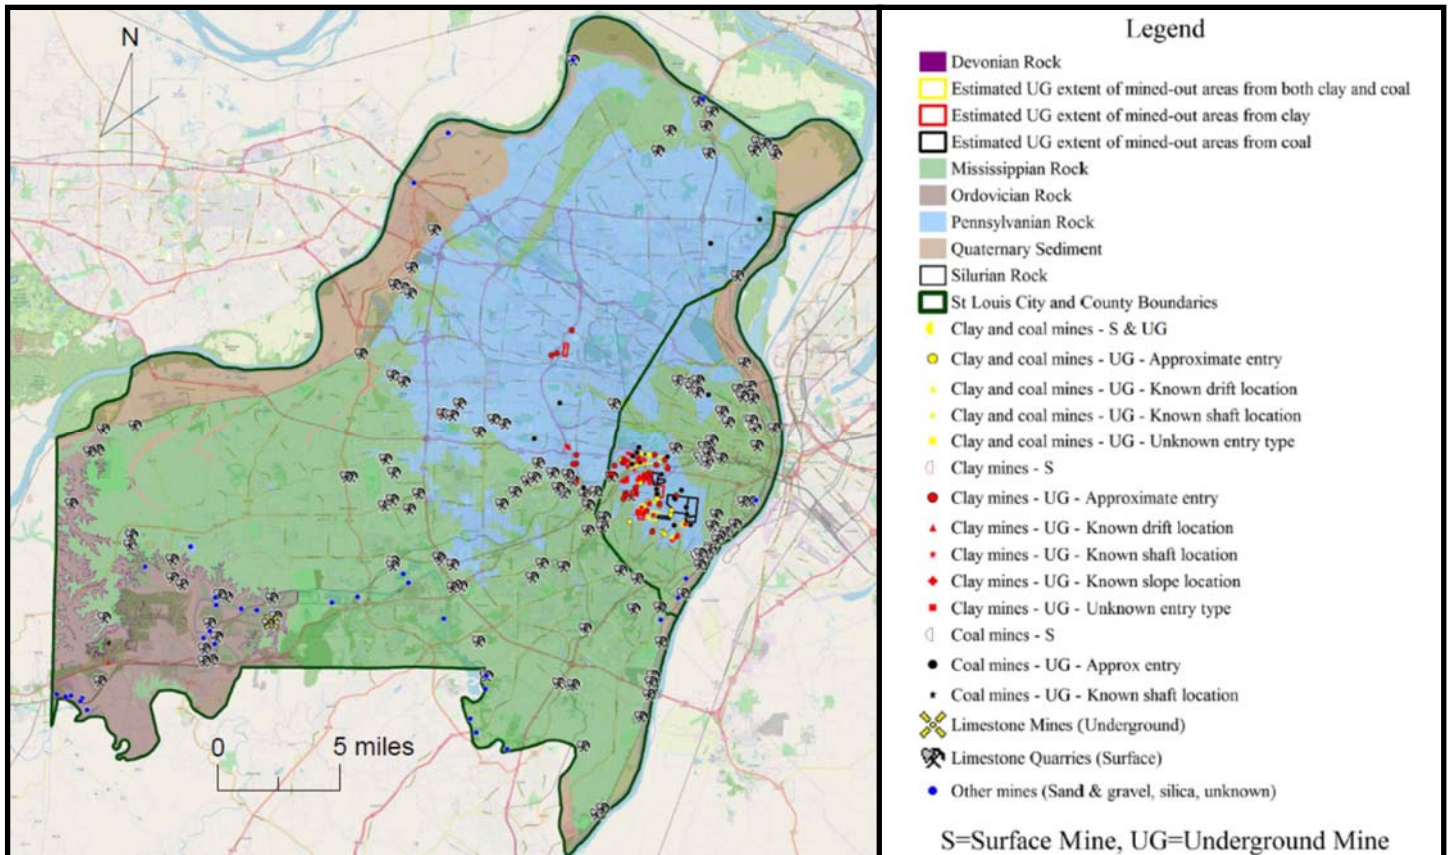 N
0
5 miles
Legend
Devonian Rock
Estimated UG extent of mined-out areas from both clay and coal
Estimated UG extent of mined-out areas from clay
Estimated UG extent of mined-out areas from coal
Mississippian Rock
Ordovician Rock
Pennsylvanian Rock
Quaternary Sediment
Silurian Rock
St Louis City and County Boundaries
Clay and coal mines - S & UG
Clay and coal mines - UG - Approximate entry
Clay and coal mines - UG - Known drift location
Clay and coal mines - UG - Known shaft location
Clay and coal mines - UG - Unknown entry type
Clay mines - S
Clay mines - UG - Approximate entry
Clay mines - UG - Known drift location
Clay mines - UG - Known shaft location
Clay mines - UG - Known slope location
Clay mines - UG - Unknown entry type
Coal mines - S
Coal mines - UG - Approx entry
Coal mines - UG - Known shaft location
Limestone Mines (Underground)
Limestone Quarries (Surface)
Other mines (Sand & gravel, silica, unknown)
S=Surface Mine, UG=Underground Mine